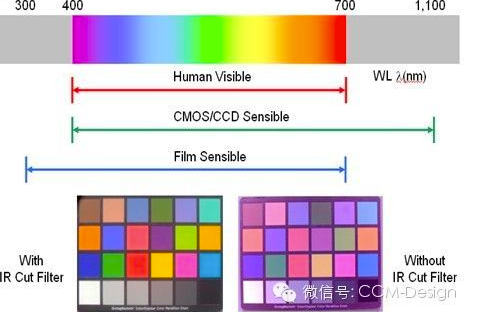 300 400 700 1,100
Human Visible WL λ(nm)
CMOS/CCD Sensible
Film Sensible
With
IR Cut Filter
Without
IR Cut Filter
微信号: CCM-Design